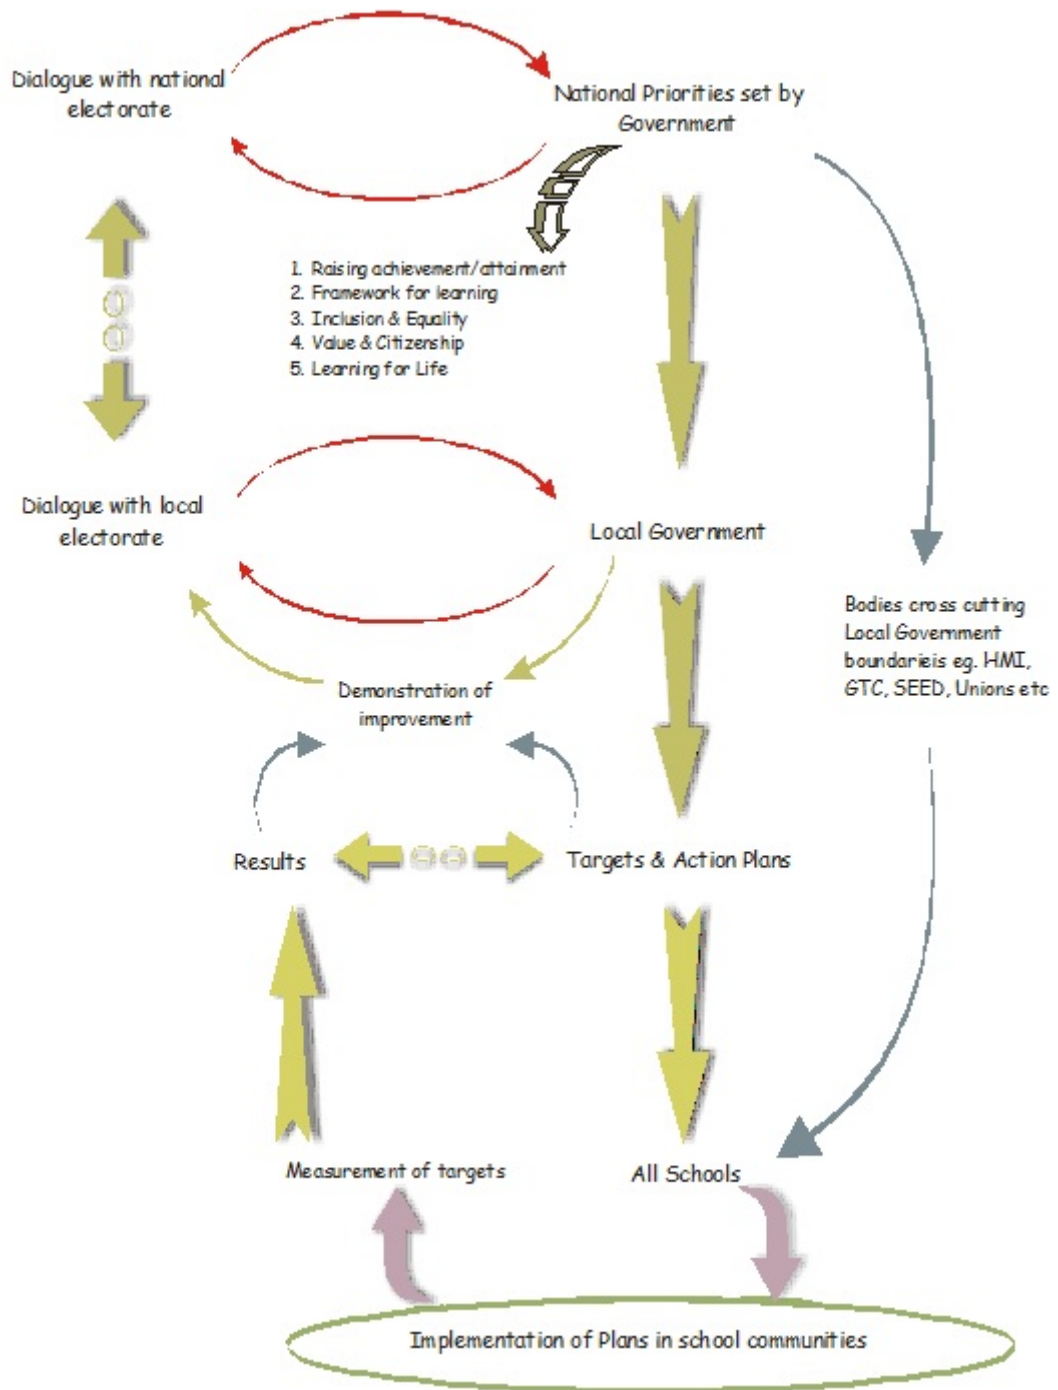 Dialogue with national
electorate
National Priorities set by
Government
1. Raising achievement/attainment
2. Framework for learning
3. Inclusion & Equality
4. Value & Citizenship
5. Learning for Life
Dialogue with local
electorate
Local Government
Bodies cross cutting
Local Government
boundarieis eg. HMI,
GTC, SEED, Unions etc
Demonstration of
improvement
Results
Targets & Action Plans
Measurement of targets
All Schools
Implementation of Plans in school communities